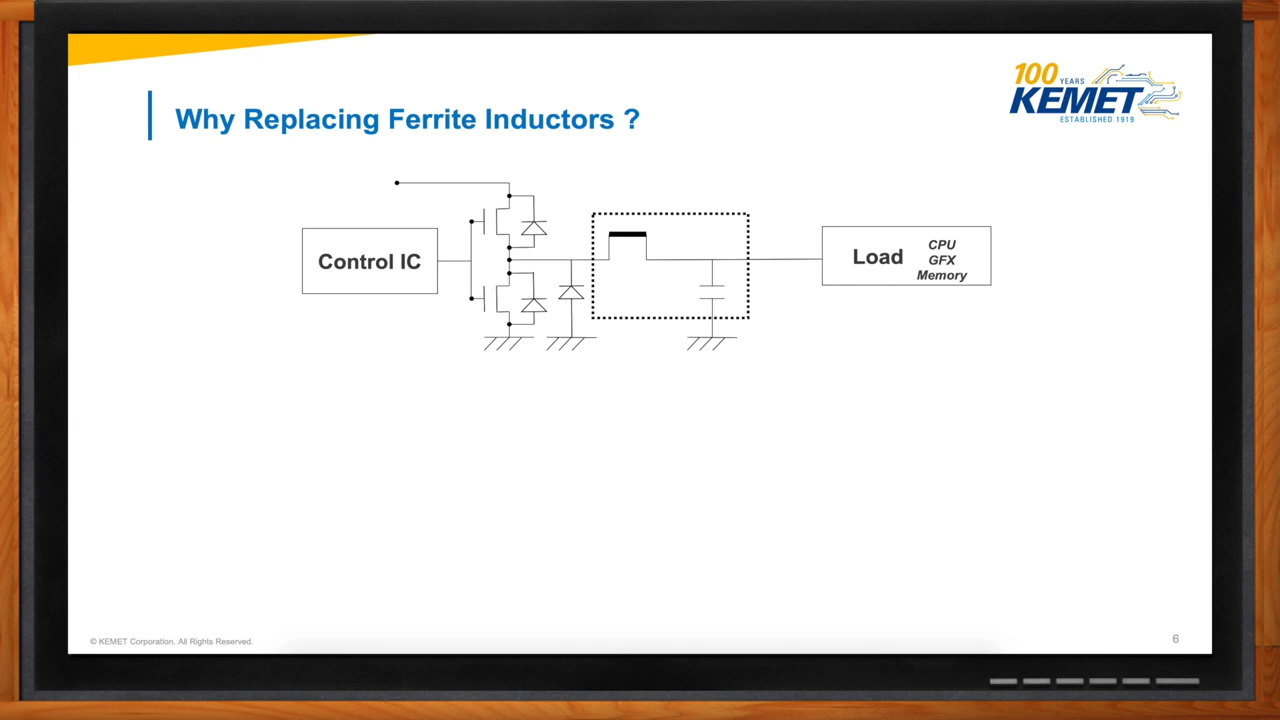 100 YEARS
KEMET
ESTABLISHED 1919
Why Replacing Ferrite Inductors ?
Control IC
Load
CPU
GFX
Memory
© KEMET Corporation. All Rights Reserved.
6